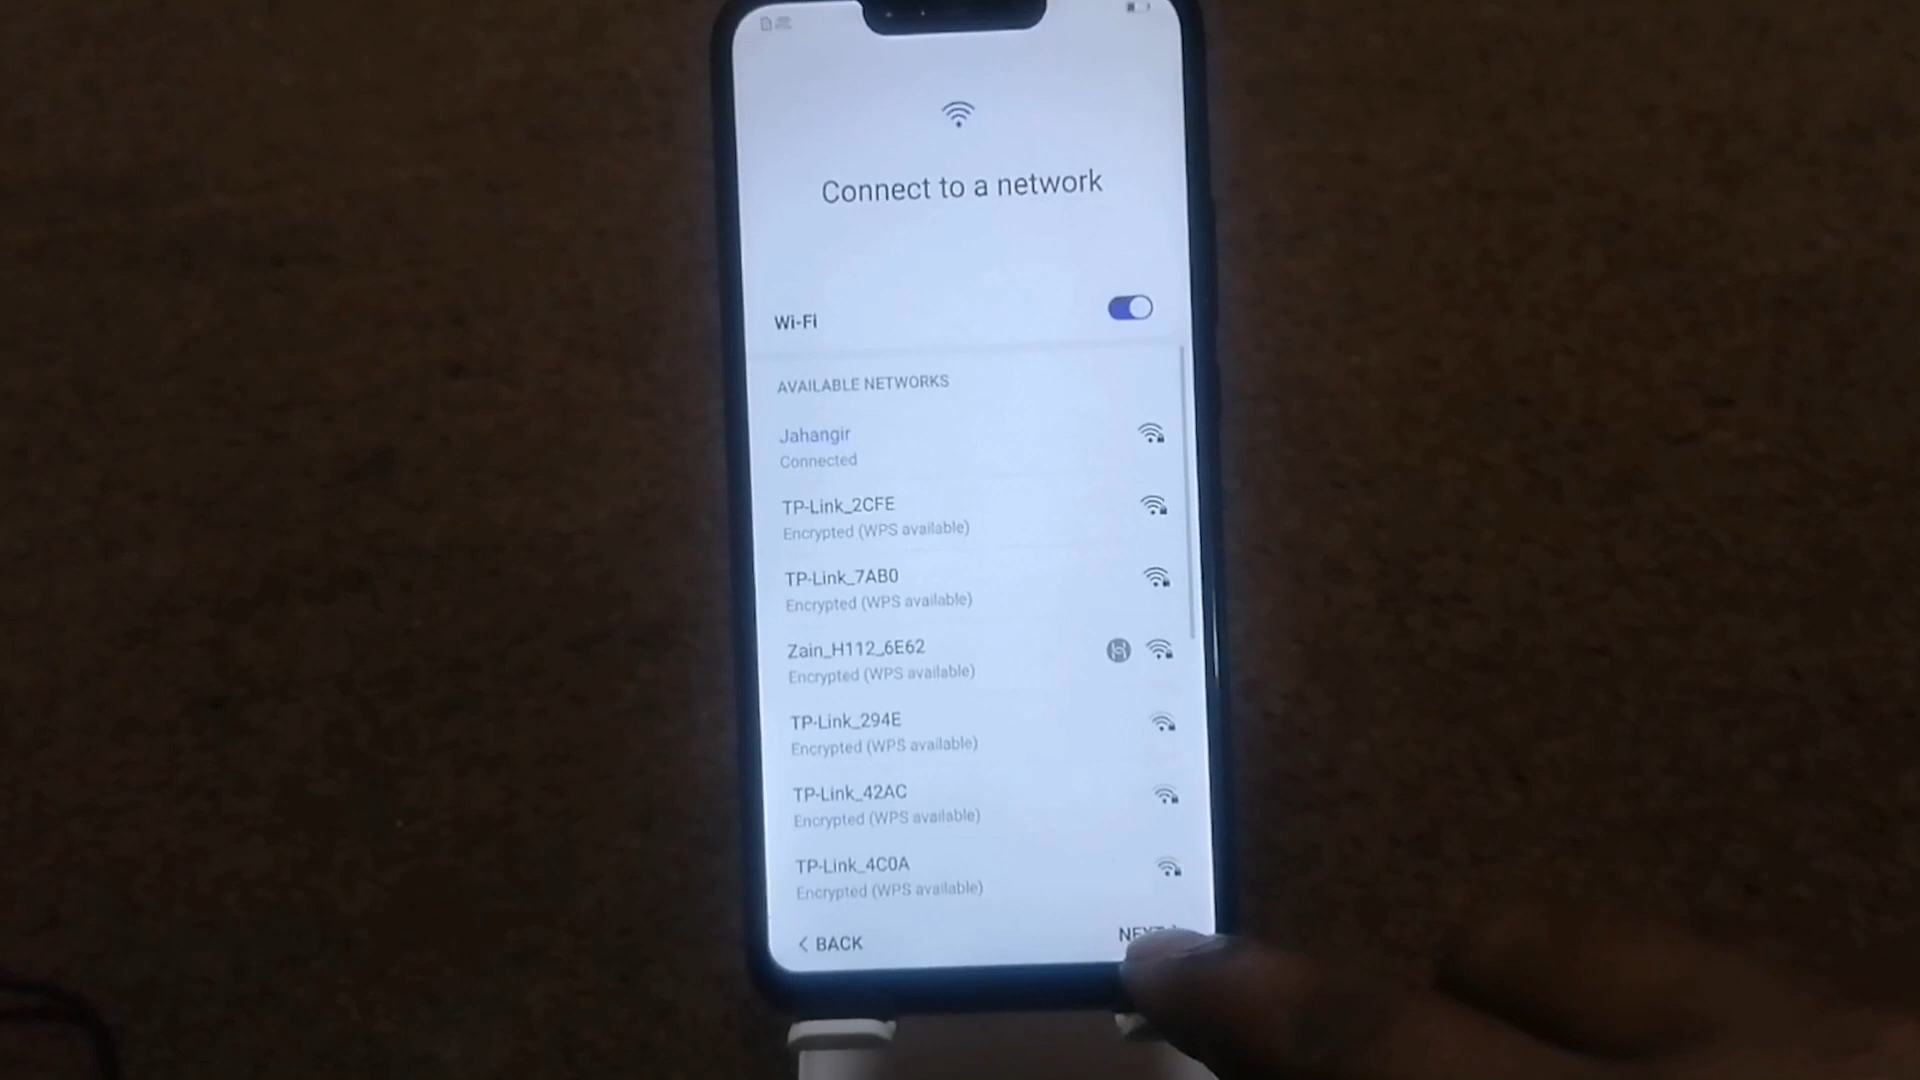 Connect to a network
Wi-Fi
AVAILABLE NETWORKS
Jahangir
Connected
TP-Link_2CFE
Encrypted (WPS available)
TP-Link_7AB0
Encrypted (WPS available)
Zain_H112_6E62
Encrypted (WPS available)
TP-Link_294E
Encrypted (WPS available)
TP-Link_42AC
Encrypted (WPS available)
TP-Link_4C0A
Encrypted (WPS available)
< BACK
NEXT